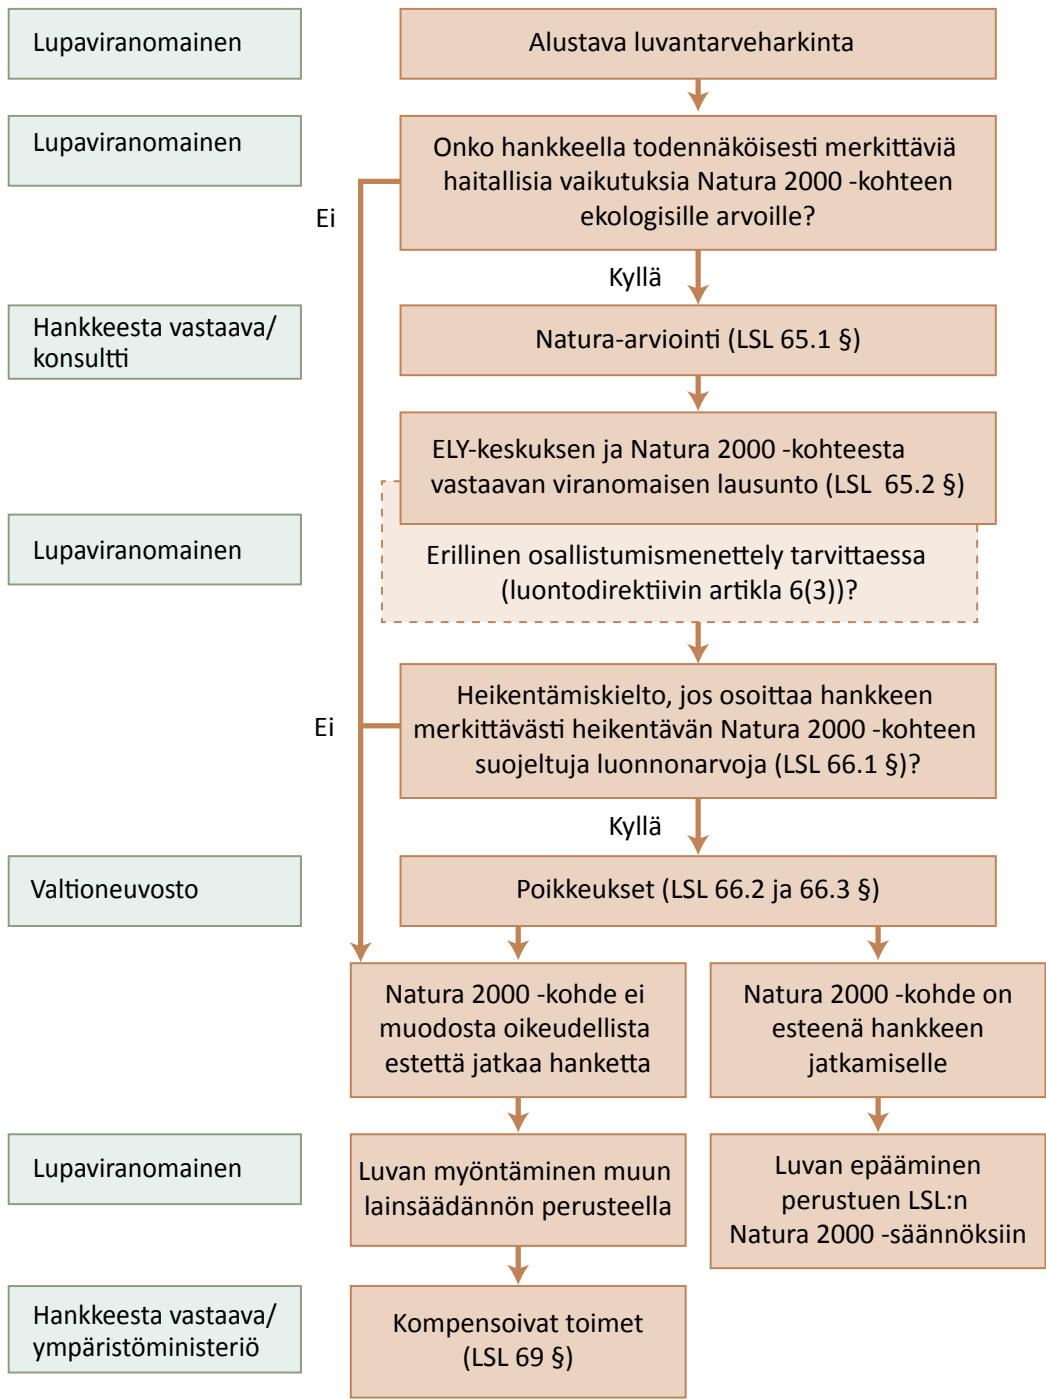 Lupaviranomainen
Alustava luvantarveharkinta
Lupaviranomainen
Onko hankkeella todennäköisesti merkittäviä
haitallisia vaikutuksia Natura 2000 -kohteen
ekologisille arvoille?
Ei
Kyllä
Hankkeesta vastaava/
konsultti
Natura-arviointi (LSL 65.1 §)
ELY-keskuksen ja Natura 2000 -kohteesta
vastaavan viranomaisen lausunto (LSL 65.2 §)
Lupaviranomainen
Erillinen osallistumismenettely tarvittaessa
(luontodirektiivin artikla 6(3))?
Heikentämiskielto, jos osoittaa hankkeen
merkittävästi heikentävän Natura 2000 -kohteen
suojeltuja luonnonarvoja (LSL 66.1 §)?
Ei
Kyllä
Valtioneuvosto
Poikkeukset (LSL 66.2 ja 66.3 §)
Natura 2000 -kohde ei
muodosta oikeudellista
estettä jatkaa hanketta
Natura 2000 -kohde on
esteenä hankkeen
jatkamiselle
Lupaviranomainen
Luvan myöntäminen muun
lainsäädännön perusteella
Luvan epääminen
perustuen LSL:n
Natura 2000 -säännöksiin
Hankkeesta vastaava/
ympäristöministeriö
Kompensoivat toimet
(LSL 69 §)